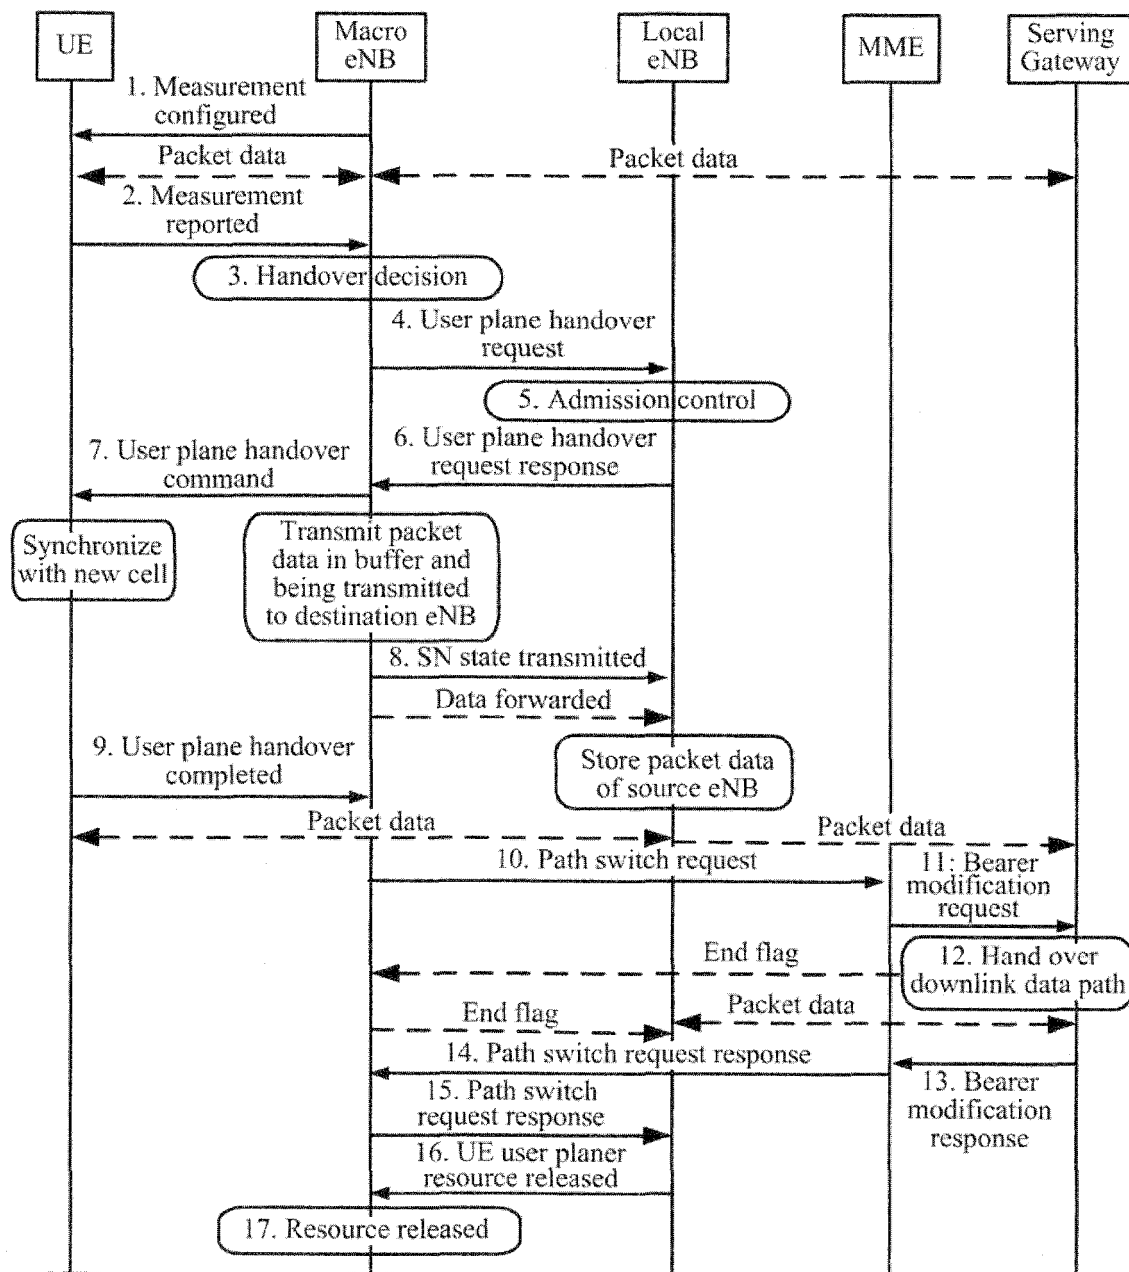 UE
Macro
eNB
Local
eNB
MME
Serving
Gateway
1. Measurement
configured
Packet data
Packet data
2. Measurement
reported
3. Handover decision
4. User plane handover
request
5. Admission control
6. User plane handover
request response
7. User plane handover
command
Synchronize
with new cell
Transmit packet
data in buffer and
being transmitted
to destination eNB
8. SN state transmitted
Data forwarded
9. User plane handover
completed
Store packet data
of source eNB
Packet data
Packet data
10. Path switch request
11: Bearer
modification
request
End flag
12. Hand over
downlink data path
Packet data
End flag
14. Path switch request response
13. Bearer
modification
response
15. Path switch
request response
16. UE user planer
resource released
17. Resource released